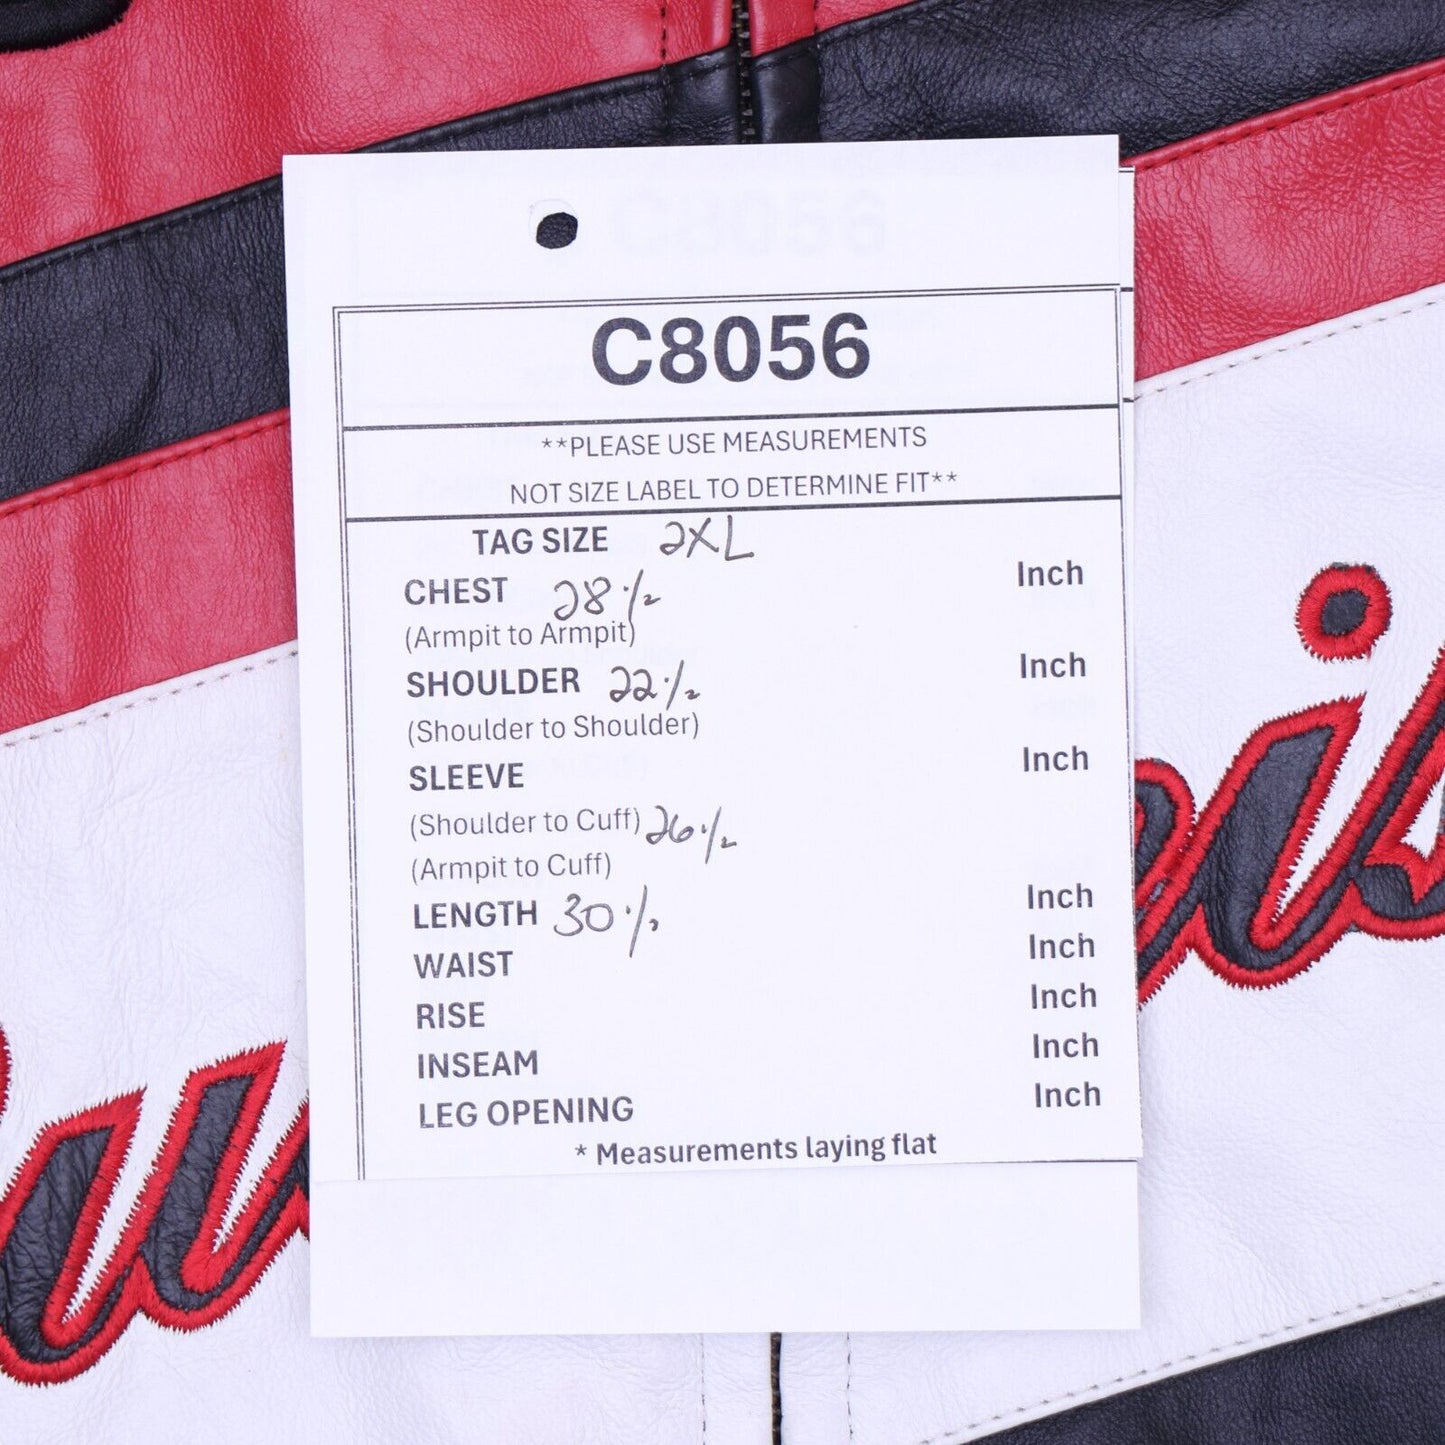 C8056
**PLEASE USE MEASUREMENTS
NOT SIZE LABEL TO DETERMINE FIT**
TAG SIZE 2XL
CHEST 28 1/2 Inch
(Armpit to Armpit)
SHOULDER 22 1/2 Inch
(Shoulder to Shoulder)
SLEEVE Inch
(Shoulder to Cuff) 26 1/2
(Armpit to Cuff)
LENGTH 30 1/2 Inch
WAIST Inch
RISE Inch
INSEAM Inch
LEG OPENING Inch
* Measurements laying flat